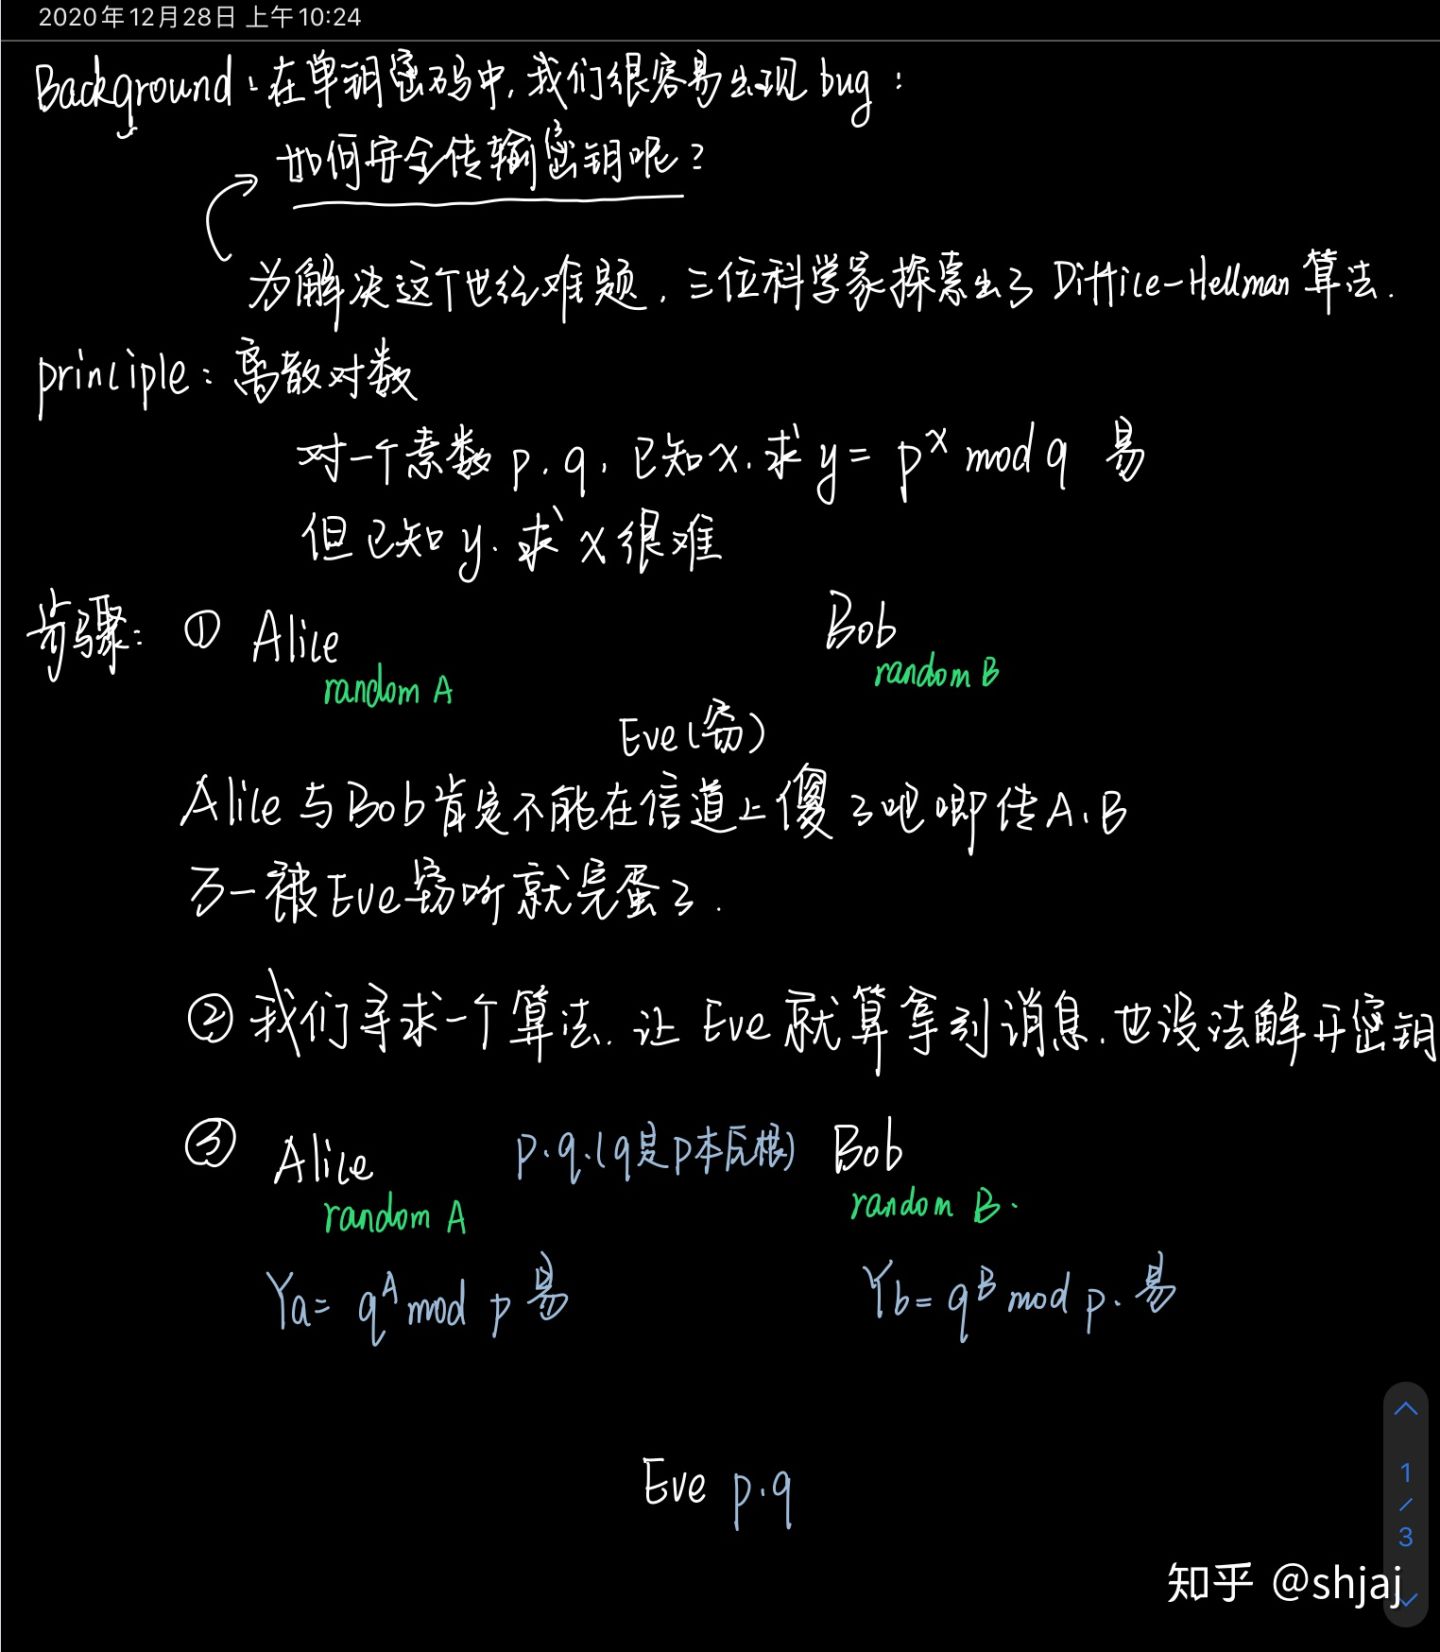 2020年12月28日 上午10:24
Background：在单钥密码中，我们很容易出现 bug：
如何安全传输密钥呢？
为解决这个世纪难题，三位科学家探索出了 Diffile-Hellman 算法.
principle：离散对数
对一个素数 p.q，已知x.求 y = p^x mod q 易
但已知 y. 求 x 很难
步骤：① Alice Bob
random A random B
Eve（窃）
Alice 与 Bob 肯定不能在信道上傻了吧唧传A、B
万一被 Eve 窃听就完蛋了.
② 我们寻求一个算法. 让 Eve 就算拿到消息.也没法解开密钥
③ Alice p.q.(q是p本原根) Bob
random A random B.
Ya = q^A mod p 易 Yb = q^B mod p. 易
Eve p.q
1
/
3
知乎 @shjaj